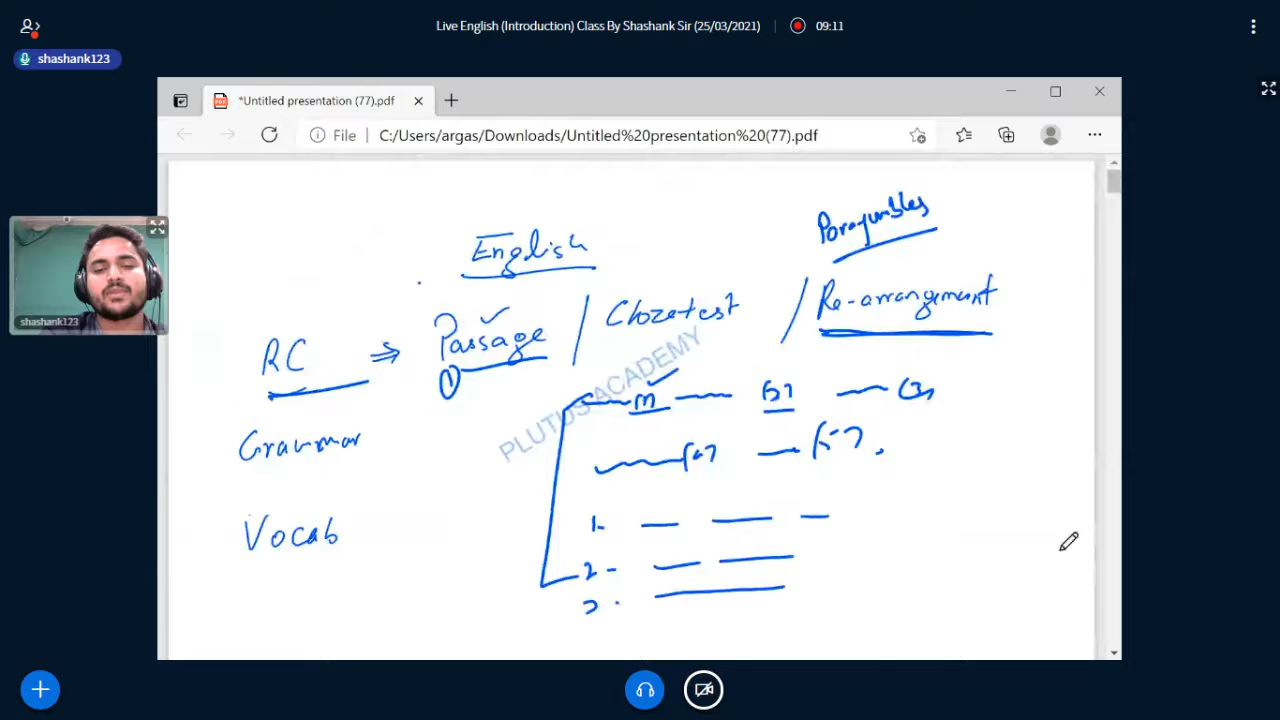 Live English (Introduction) Class By Shashank Sir (25/03/2021) 09:11
shashank123
*Untitled presentation (77).pdf
File C:/Users/argas/Downloads/Untitled%20presentation%20(77).pdf
shashank123
Parajumbles
English
Passage / Clozetest / Re-arrangement
RC ⇒
①
PLUTUS ACADEMY
Grammar
Vocab
1-
2-